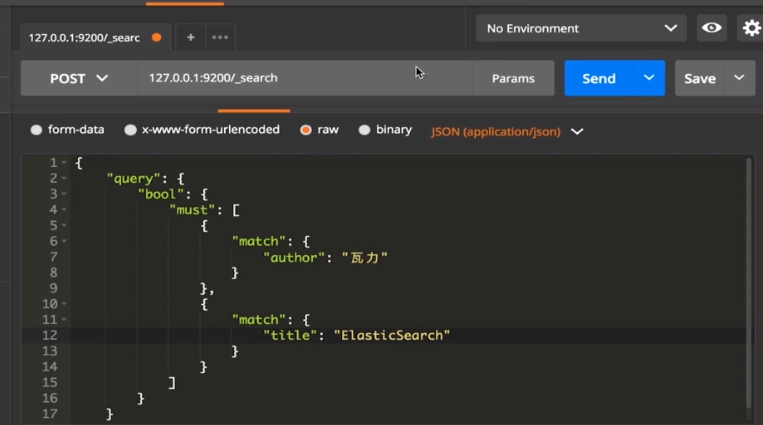 127.0.0.1:9200/_searc
No Environment
POST 127.0.0.1:9200/_search Params Send Save
form-data x-www-form-urlencoded raw binary JSON (application/json)
1 {
2 "query": {
3 "bool": {
4 "must": [
5 {
6 "match": {
7 "author": "瓦力"
8 }
9 },
10 {
11 "match": {
12 "title": "ElasticSearch"
13 }
14 }
15 ]
16 }
17 }